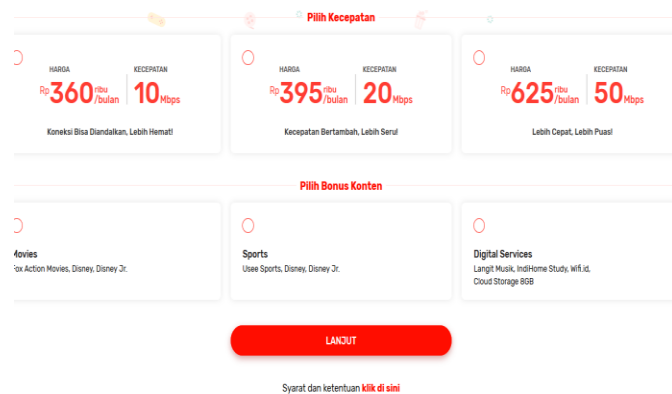 Pilih Kecepatan
HARGA KECEPATAN
Rp 360 ribu /bulan 10 Mbps
Koneksi Bisa Diandalkan, Lebih Hemat!
HARGA KECEPATAN
Rp 395 ribu /bulan 20 Mbps
Kecepatan Bertambah, Lebih Seru!
HARGA KECEPATAN
Rp 625 ribu /bulan 50 Mbps
Lebih Cepat, Lebih Puas!
Pilih Bonus Konten
Movies
Fox Action Movies, Disney, Disney Jr.
Sports
Usee Sports, Disney, Disney Jr.
Digital Services
Langit Musik, IndiHome Study, Wifi.id,
Cloud Storage 8GB
LANJUT
Syarat dan ketentuan klik di sini